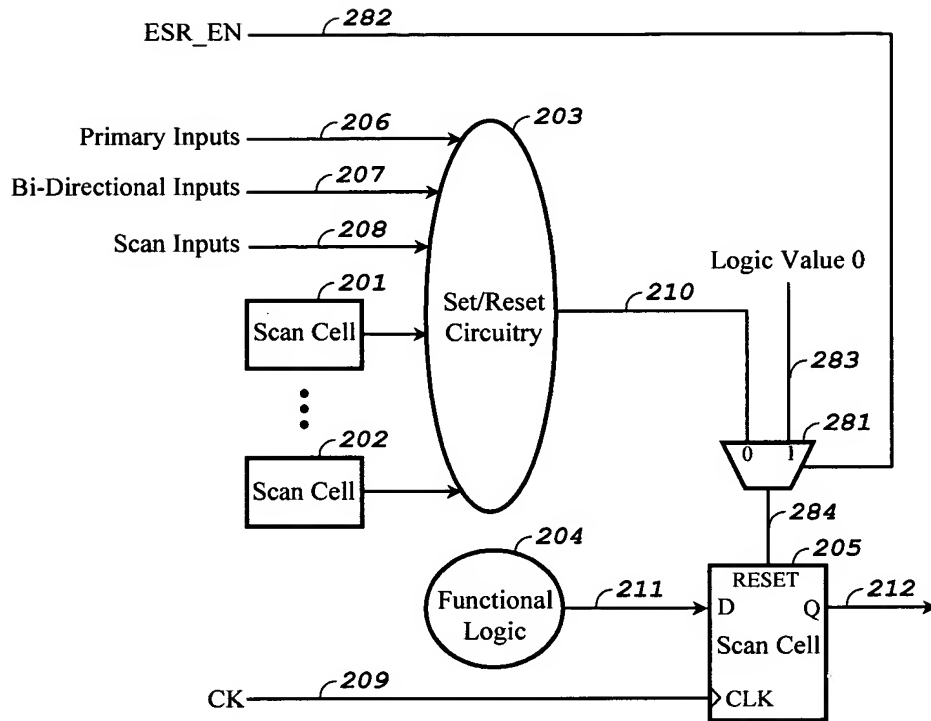 ESR_EN 282
Primary Inputs 206 203
Bi-Directional Inputs 207
Scan Inputs 208
Logic Value 0
201
Scan Cell
Set/Reset
Circuitry
210
283
202
Scan Cell
0 1 281
284
204 205
Functional
Logic
211
RESET
D Q 212
Scan Cell
CK 209 CLK